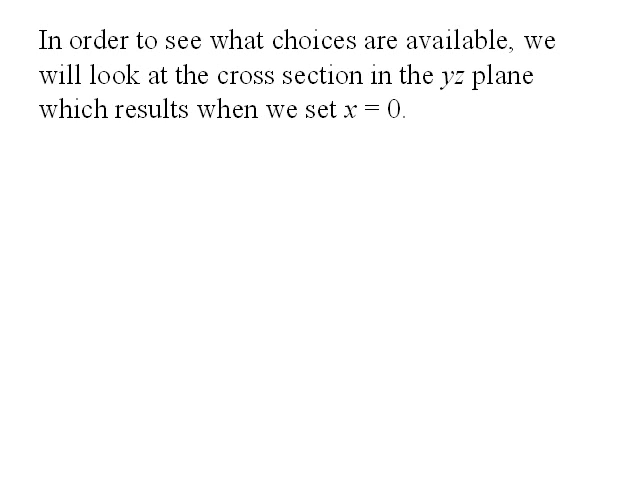 In order to see what choices are available, we
will look at the cross section in the yz plane
which results when we set x = 0.